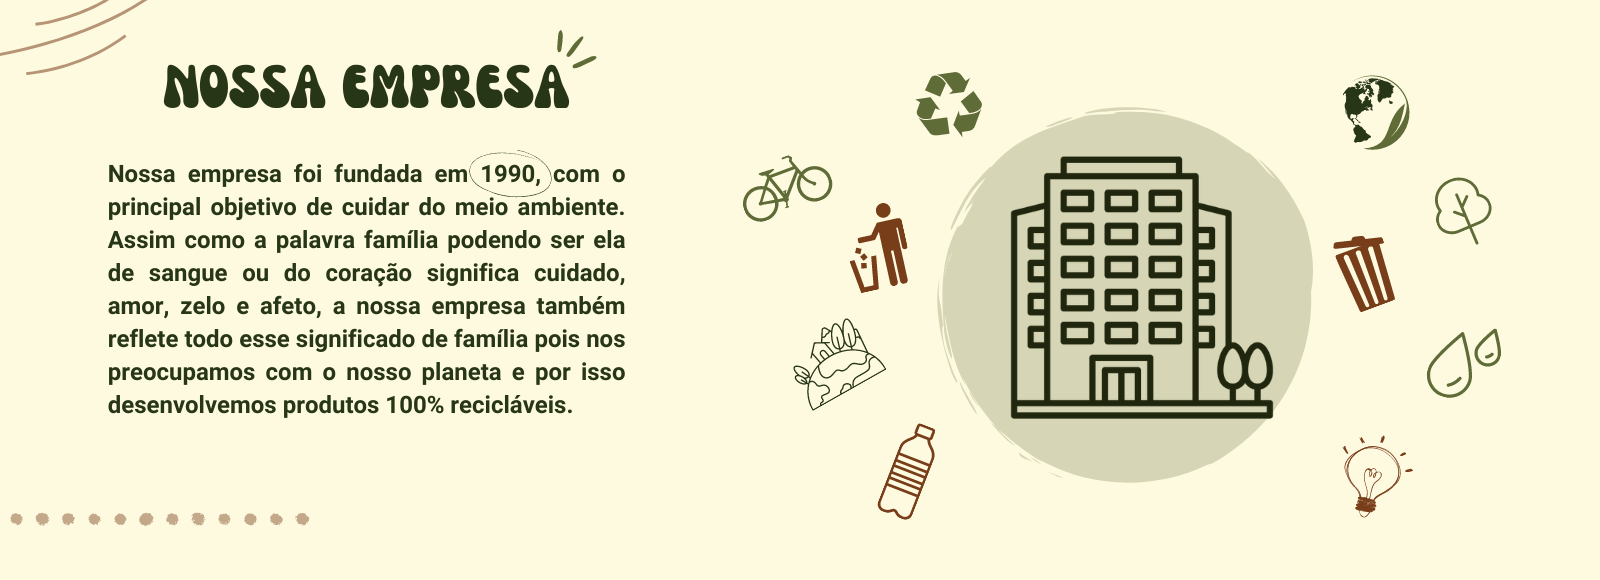 NOSSA EMPRESA
Nossa empresa foi fundada em 1990, com o
principal objetivo de cuidar do meio ambiente.
Assim como a palavra família podendo ser ela
de sangue ou do coração significa cuidado,
amor, zelo e afeto, a nossa empresa também
reflete todo esse significado de família pois nos
preocupamos com o nosso planeta e por isso
desenvolvemos produtos 100% recicláveis.